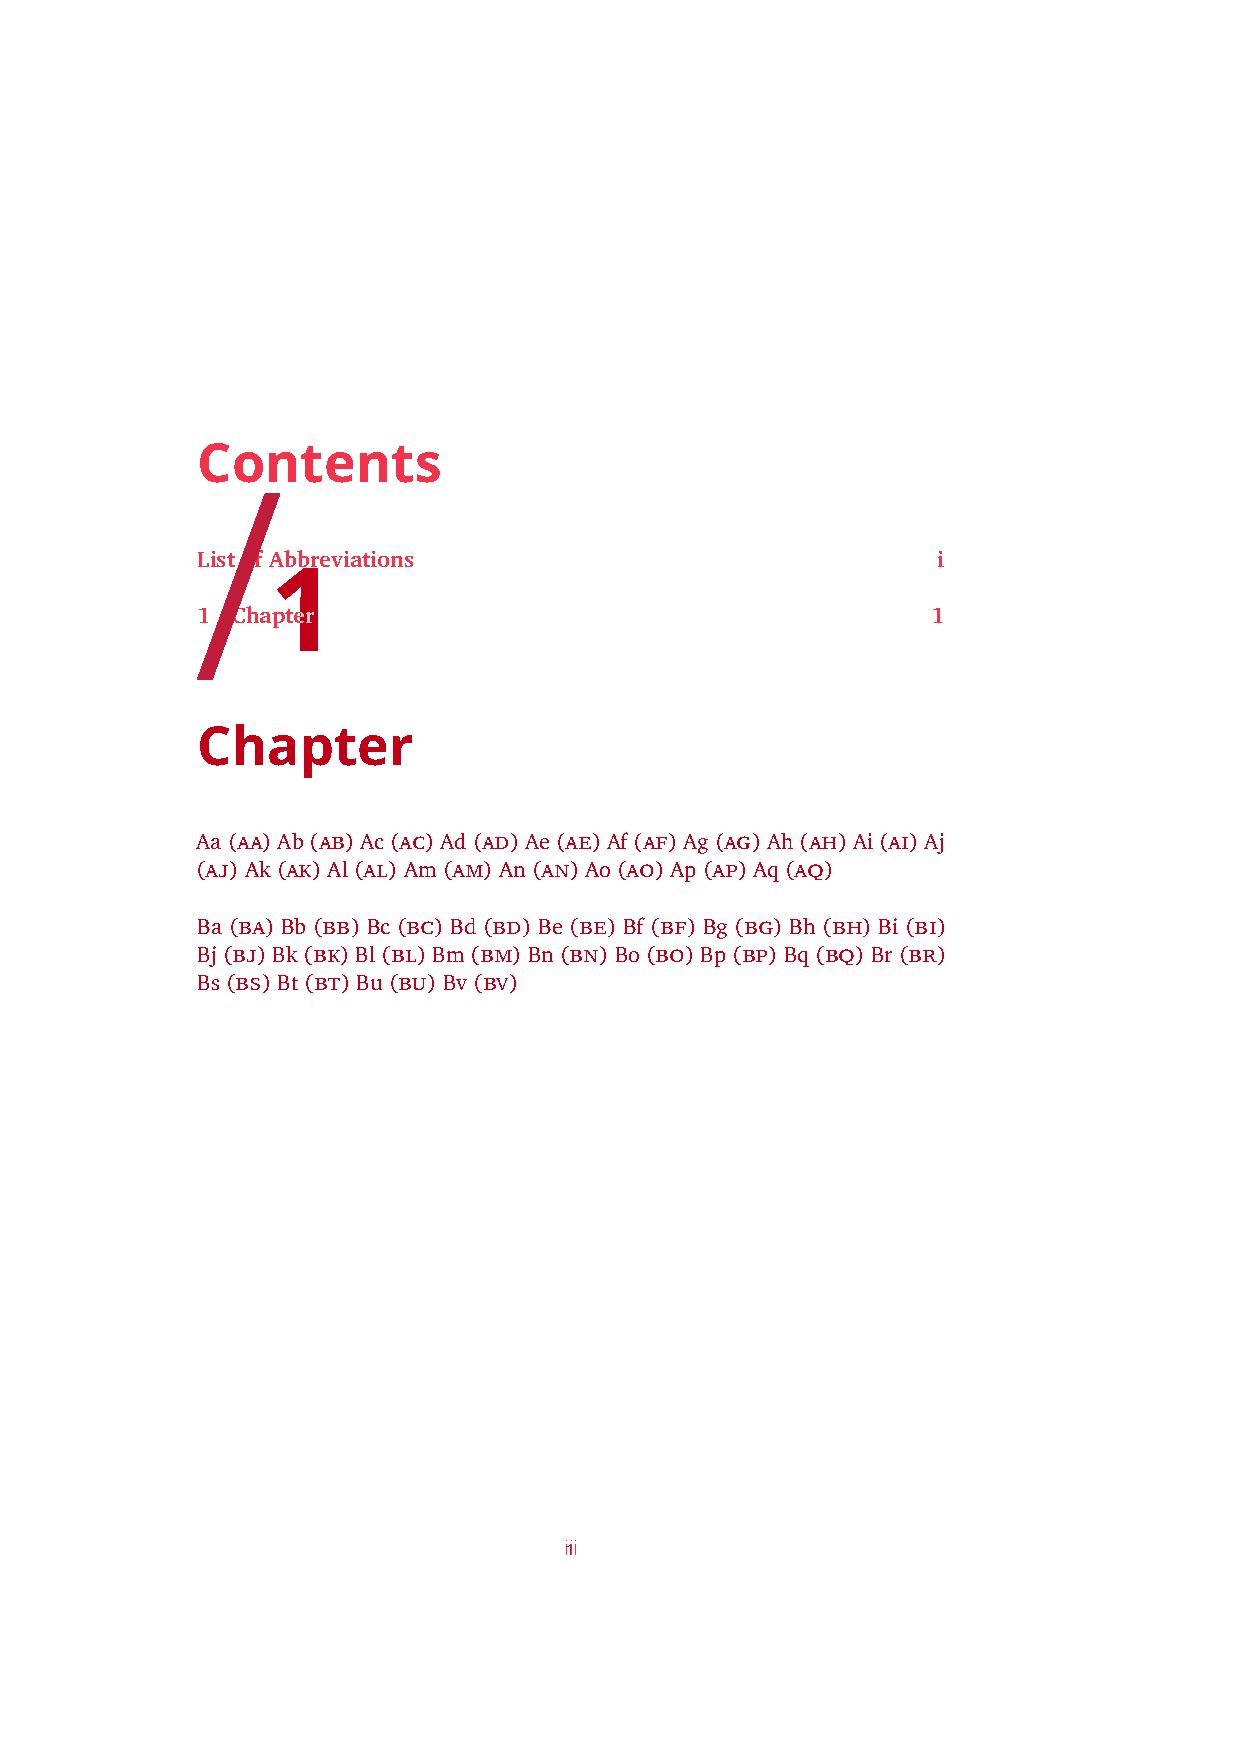 Contents
List of Abbreviations i
1
1 Chapter 1
Chapter
Aa (AA) Ab (AB) Ac (AC) Ad (AD) Ae (AE) Af (AF) Ag (AG) Ah (AH) Ai (AI) Aj
(AJ) Ak (AK) Al (AL) Am (AM) An (AN) Ao (AO) Ap (AP) Aq (AQ)
Ba (BA) Bb (BB) Bc (BC) Bd (BD) Be (BE) Bf (BF) Bg (BG) Bh (BH) Bi (BI)
Bj (BJ) Bk (BK) Bl (BL) Bm (BM) Bn (BN) Bo (BO) Bp (BP) Bq (BQ) Br (BR)
Bs (BS) Bt (BT) Bu (BU) Bv (BV)